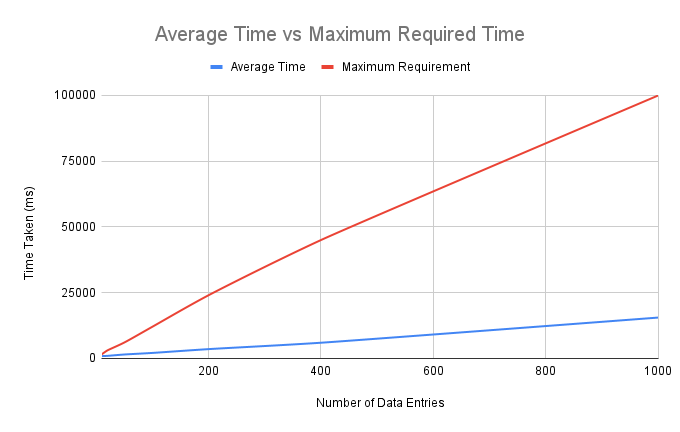 Average Time vs Maximum Required Time
Average Time
Maximum Requirement
Time Taken (ms)
100000
75000
50000
25000
0
200
400
600
800
1000
Number of Data Entries